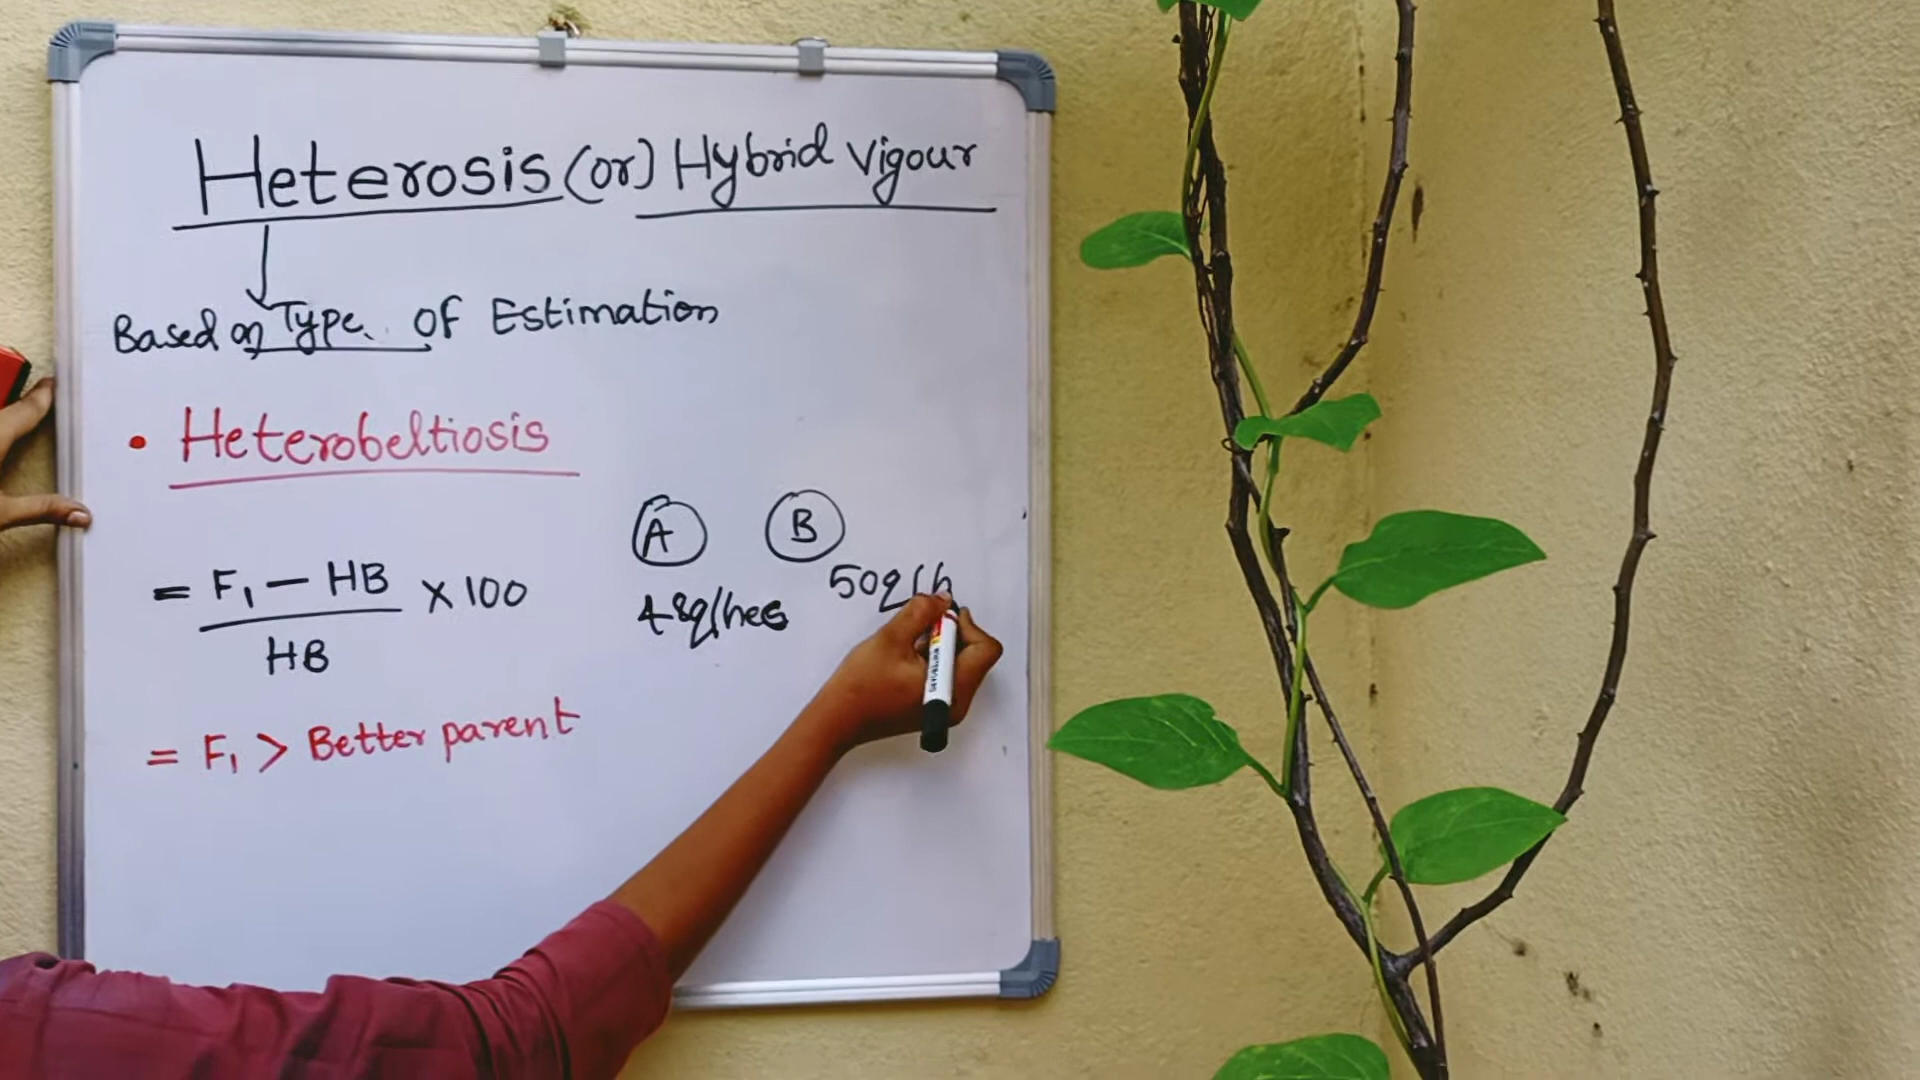 Heterosis (or) Hybrid Vigour
Based on Type of Estimation
• Heterobeltiosis
= F₁ — HB × 100
HB
A B
48q/hec 50q/h
= F₁ > Better parent